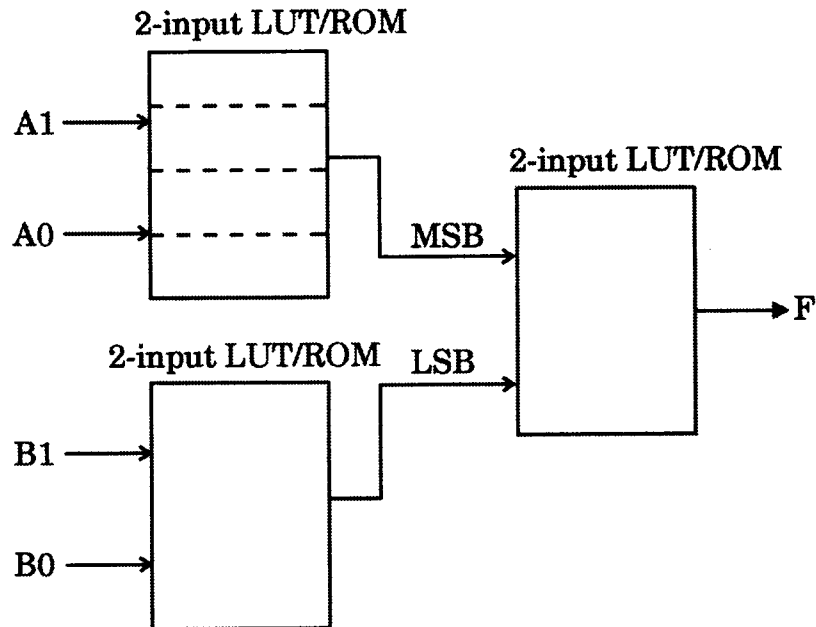 2-input LUT/ROM
A1
A0
2-input LUT/ROM
MSB
F
2-input LUT/ROM
LSB
B1
B0